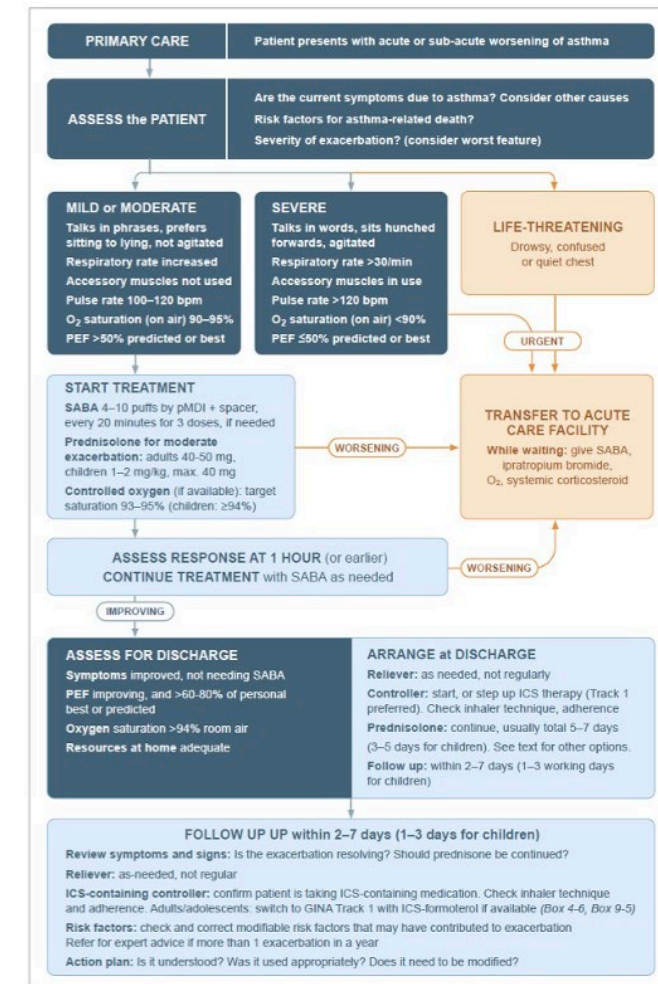 PRIMARY CARE
Patient presents with acute or sub-acute worsening of asthma
ASSESS the PATIENT
Are the current symptoms due to asthma? Consider other causes
Risk factors for asthma-related death?
Severity of exacerbation? (consider worst feature)
MILD or MODERATE
Talks in phrases, prefers
sitting to lying, not agitated
Respiratory rate increased
Accessory muscles not used
Pulse rate 100–120 bpm
O₂ saturation (on air) 90–95%
PEF >50% predicted or best
SEVERE
Talks in words, sits hunched
forwards, agitated
Respiratory rate >30/min
Accessory muscles in use
Pulse rate >120 bpm
O₂ saturation (on air) <90%
PEF ≤50% predicted or best
LIFE-THREATENING
Drowsy, confused
or quiet chest
URGENT
START TREATMENT
SABA 4–10 puffs by pMDI + spacer,
every 20 minutes for 3 doses, if needed
Prednisolone for moderate
exacerbation: adults 40-50 mg,
children 1–2 mg/kg, max. 40 mg
Controlled oxygen (if available): target
saturation 93–95% (children: ≥94%)
WORSENING
TRANSFER TO ACUTE
CARE FACILITY
While waiting: give SABA,
ipratropium bromide,
O₂, systemic corticosteroid
ASSESS RESPONSE AT 1 HOUR (or earlier)
CONTINUE TREATMENT with SABA as needed
WORSENING
IMPROVING
ASSESS FOR DISCHARGE
Symptoms improved, not needing SABA
PEF improving, and >60-80% of personal
best or predicted
Oxygen saturation >94% room air
Resources at home adequate
ARRANGE at DISCHARGE
Reliever: as needed, not regularly
Controller: start, or step up ICS therapy (Track 1
preferred). Check inhaler technique, adherence
Prednisolone: continue, usually total 5–7 days
(3–5 days for children). See text for other options.
Follow up: within 2–7 days (1–3 working days
for children)
FOLLOW UP UP within 2–7 days (1–3 days for children)
Review symptoms and signs: Is the exacerbation resolving? Should prednisone be continued?
Reliever: as-needed, not regular
ICS-containing controller: confirm patient is taking ICS-containing medication. Check inhaler technique
and adherence. Adults/adolescents: switch to GINA Track 1 with ICS-formoterol if available (Box 4-6, Box 9-5)
Risk factors: check and correct modifiable risk factors that may have contributed to exacerbation
Refer for expert advice if more than 1 exacerbation in a year
Action plan: Is it understood? Was it used appropriately? Does it need to be modified?